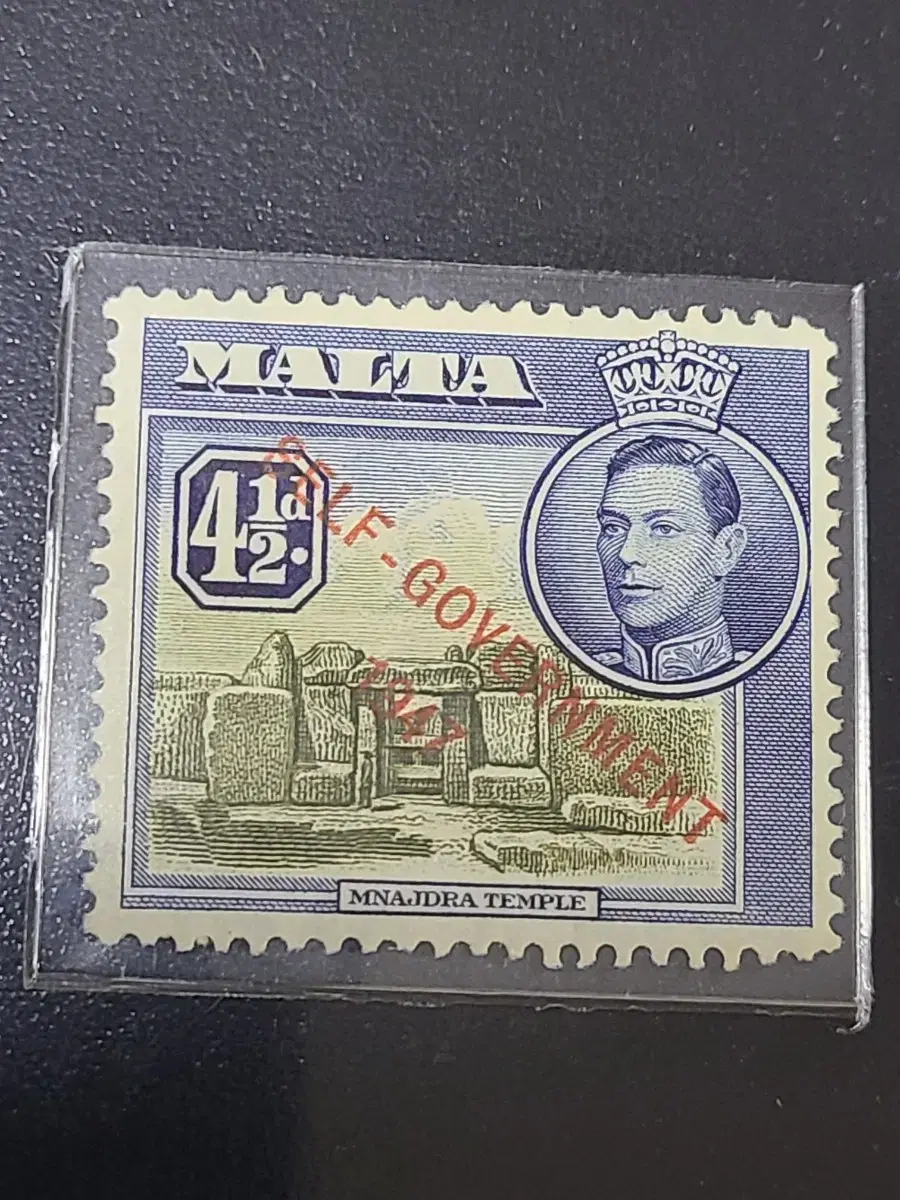 MALTA
4½d.
SELF-GOVERNMENT
1947
MNAJDRA TEMPLE